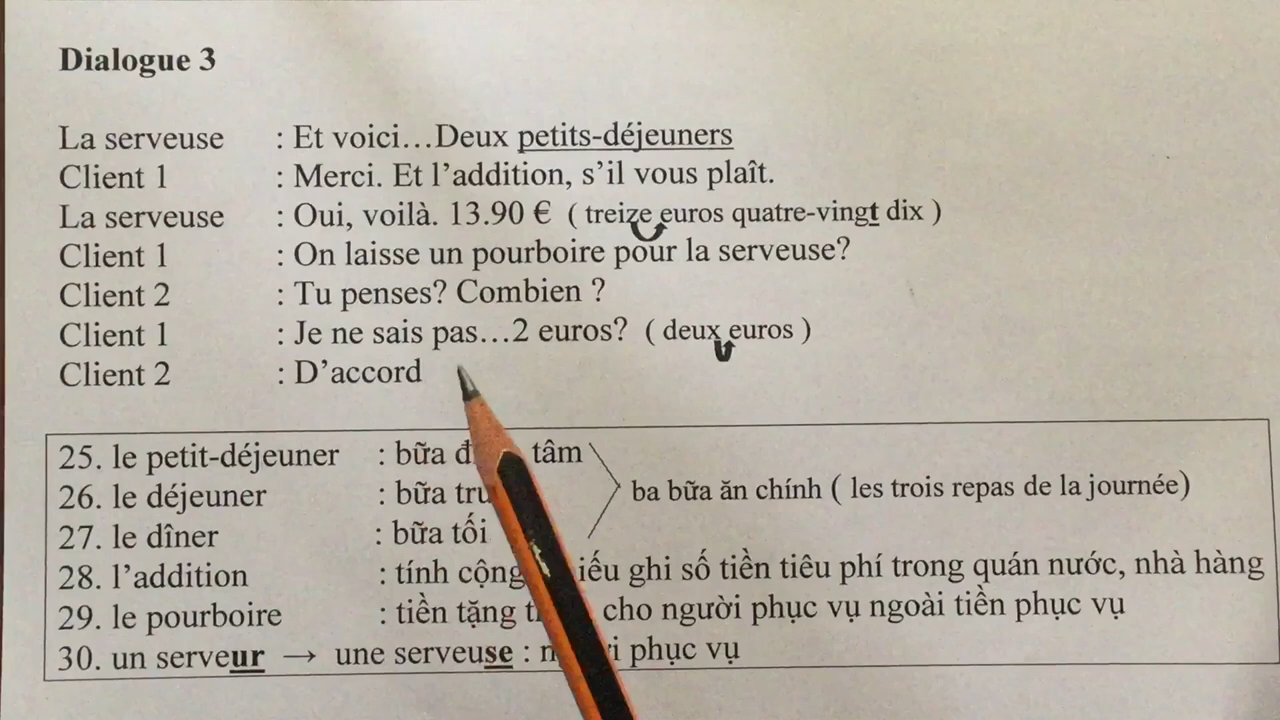 Dialogue 3
La serveuse : Et voici…Deux petits-déjeuners
Client 1 : Merci. Et l’addition, s’il vous plaît.
La serveuse : Oui, voilà. 13.90 € ( treize euros quatre-vingt dix )
Client 1 : On laisse un pourboire pour la serveuse?
Client 2 : Tu penses? Combien ?
Client 1 : Je ne sais pas…2 euros? ( deux euros )
Client 2 : D’accord
25. le petit-déjeuner : bữa tâm
26. le déjeuner : bữa ba bữa ăn chính ( les trois repas de la journée)
27. le dîner : bữa tối
28. l’addition : tính cộng ghi số tiền tiêu phí trong quán nước, nhà hàng
29. le pourboire : tiền tặng cho người phục vụ ngoài tiền phục vụ
30. un serveur → une serveuse : phục vụ